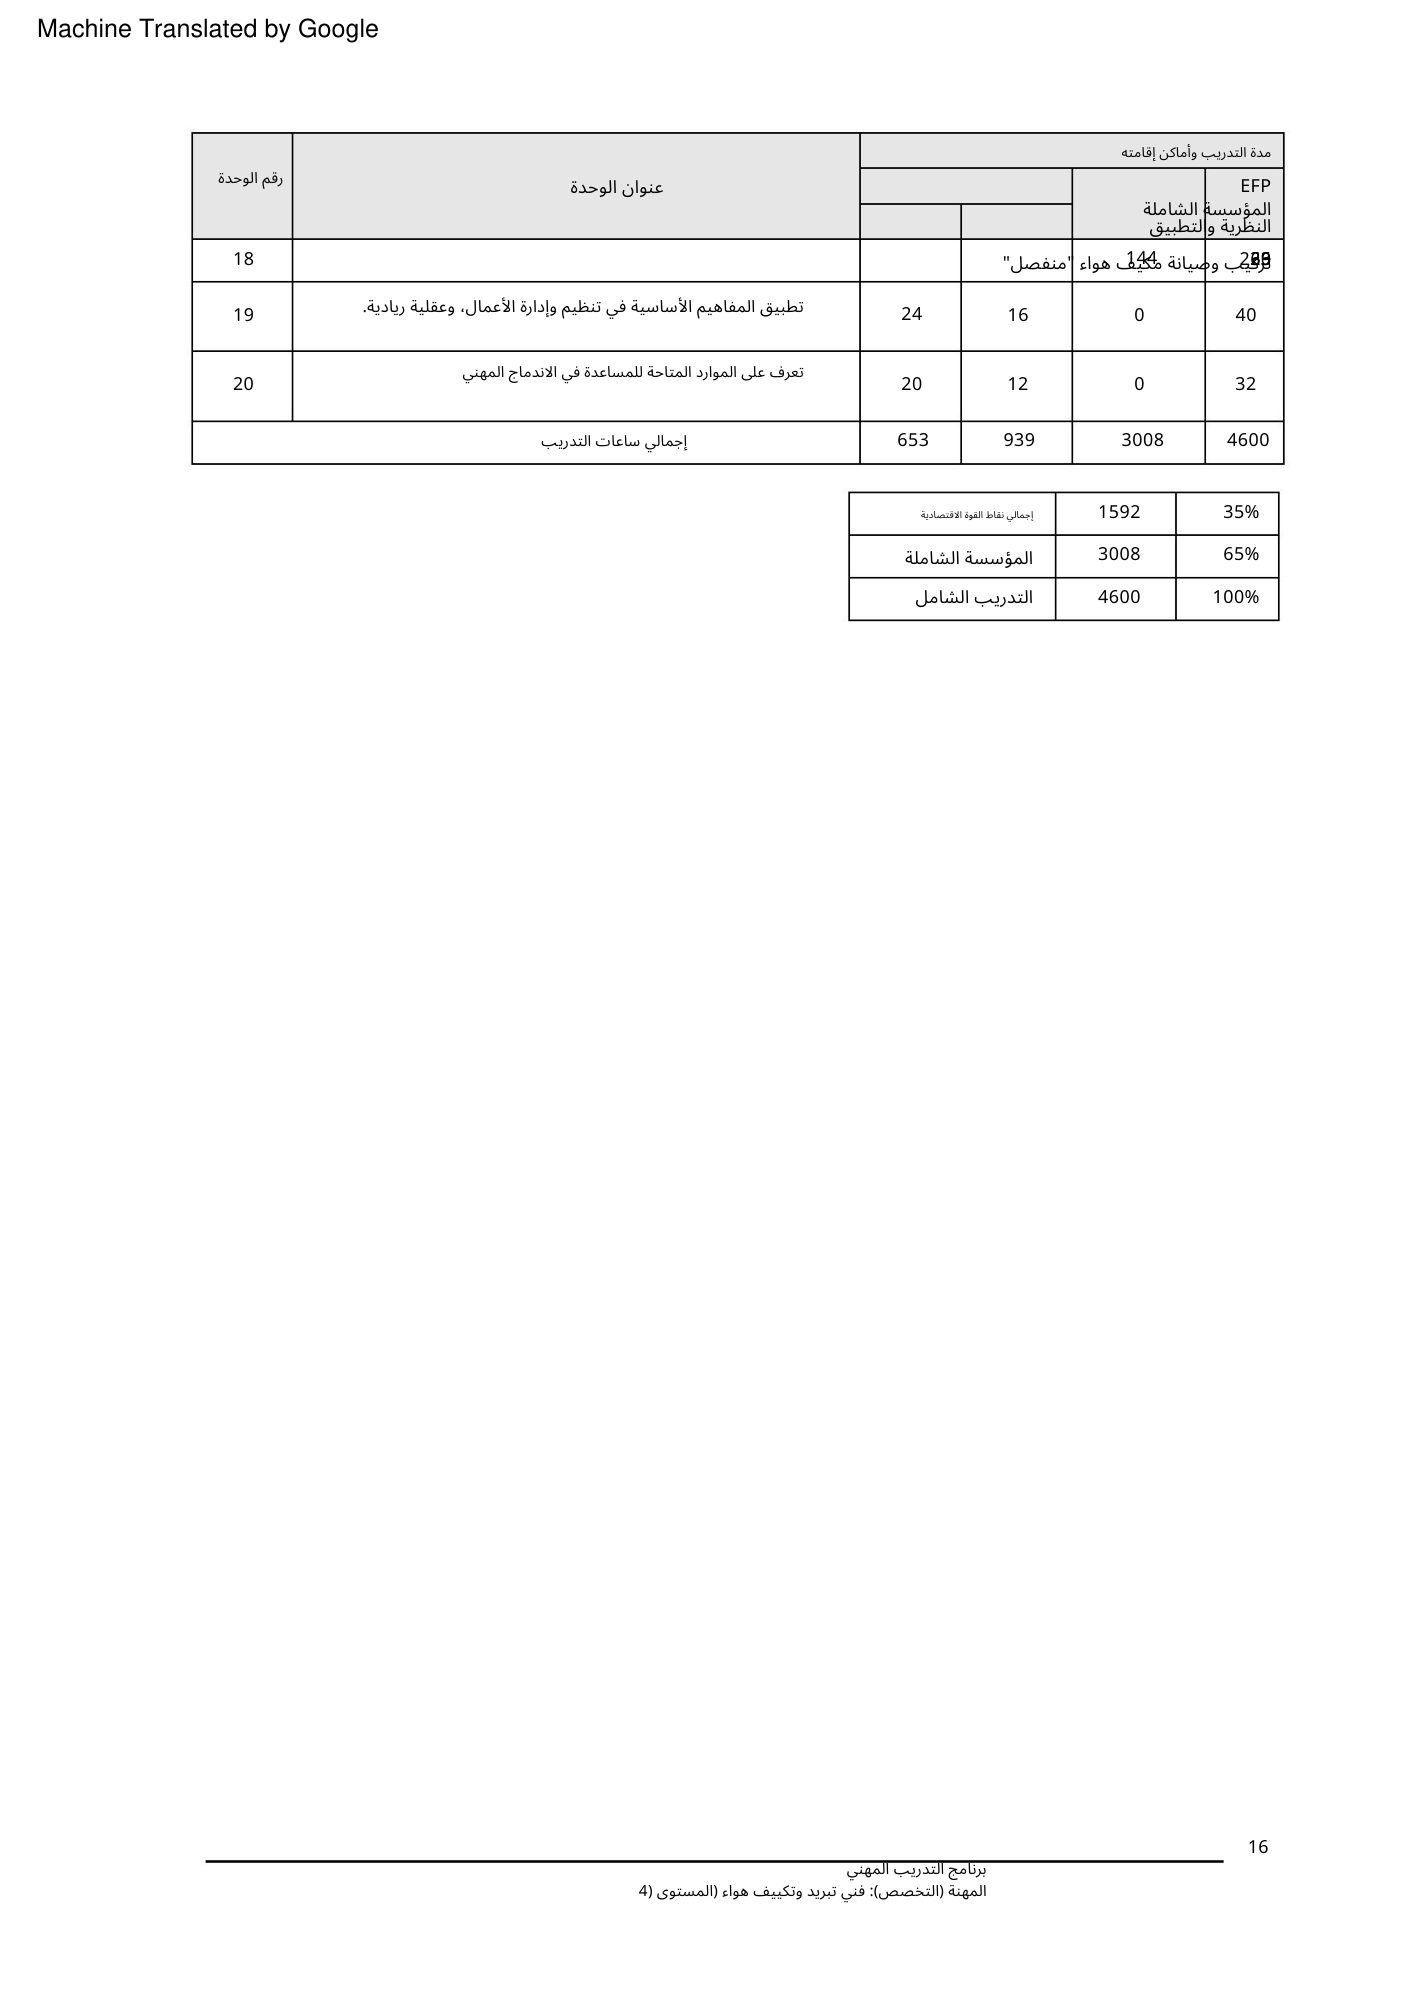 Machine Translated by Google
رقم الوحدة عنوان الوحدة مدة التدريب وأماكن إقامته
EFP
المؤسسة الشاملة
النظرية والتطبيق
18 144
تركيب وصيانة مكيف هواء "منفصل"
19 تطبيق المفاهيم الأساسية في تنظيم وإدارة الأعمال، وعقلية ريادية. 24 16 0 40
20 تعرف على الموارد المتاحة للمساعدة في الاندماج المهني 20 12 0 32
إجمالي ساعات التدريب 653 939 3008 4600
إجمالي نقاط القوة الاقتصادية 1592 35%
المؤسسة الشاملة 3008 65%
التدريب الشامل 4600 100%
16
برنامج التدريب المهني
المهنة (التخصص): فني تبريد وتكييف هواء (المستوى 4)